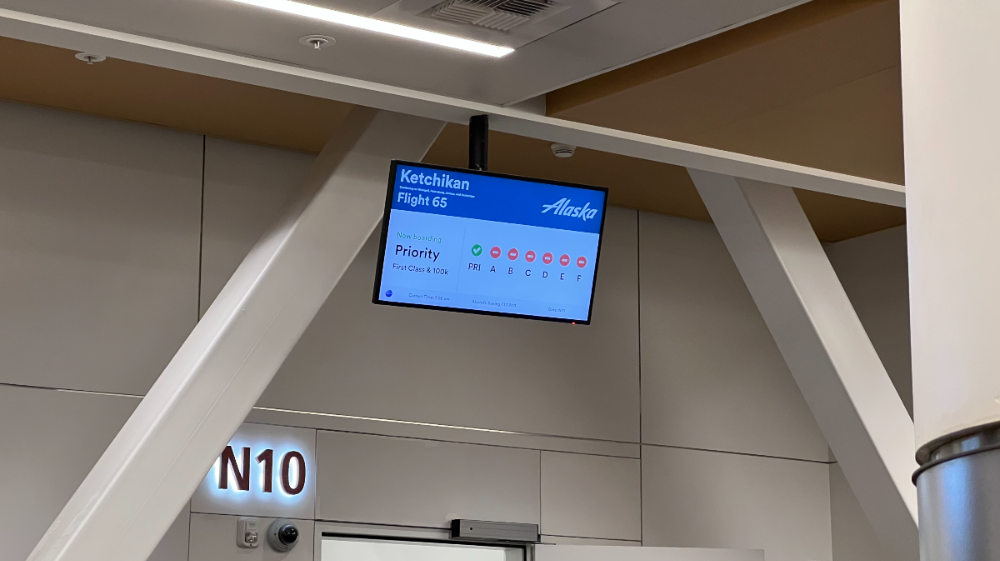 Ketchikan
Flight 65
Alaska
Now boarding
Priority
First Class & 100k
PRI A B C D E F
N10